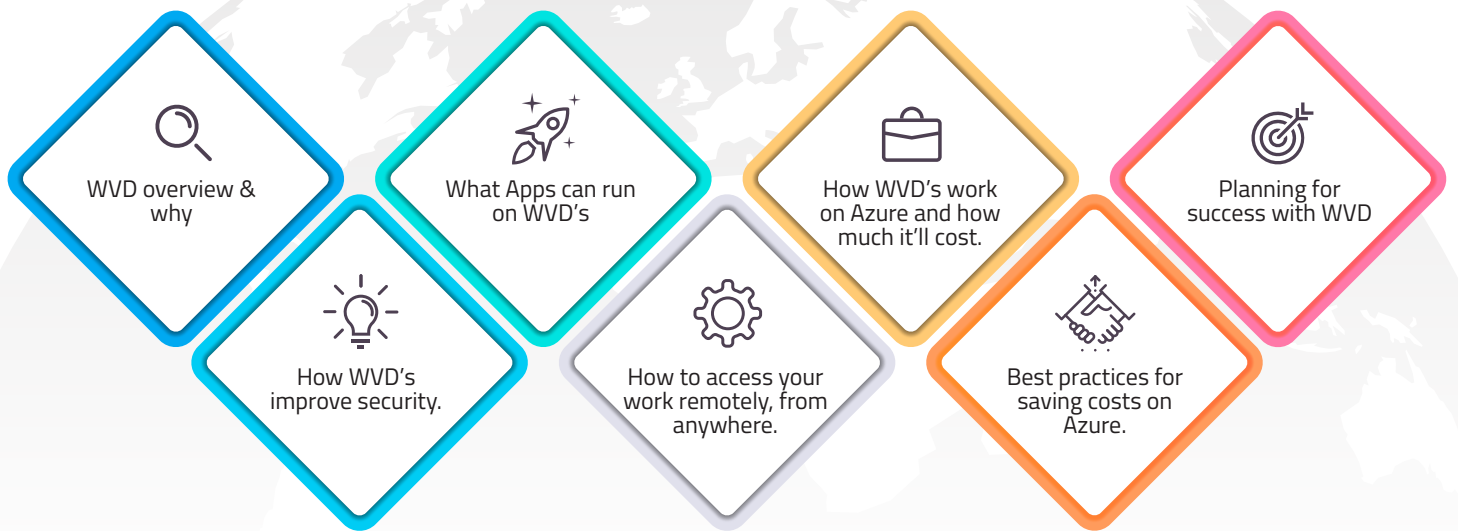 WVD overview &
why
How WVD's
improve security.
What Apps can run
on WVD's
How to access your
work remotely, from
anywhere.
How WVD's work
on Azure and how
much it'll cost.
Best practices for
saving costs on
Azure.
Planning for
success with WVD